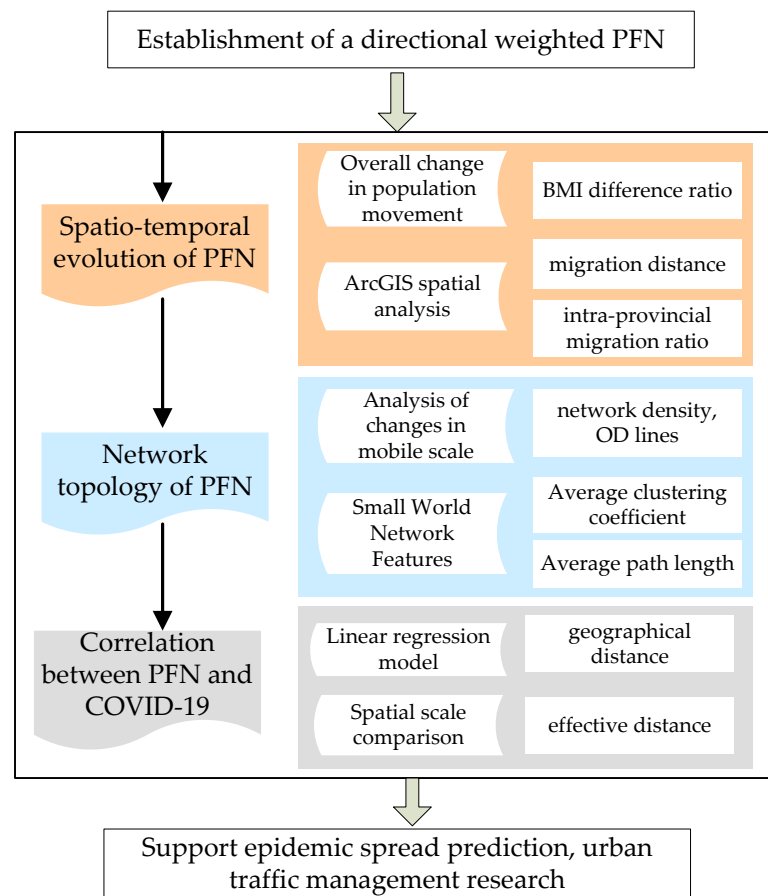 Establishment of a directional weighted PFN
Spatio-temporal
evolution of PFN
Overall change
in population
movement
BMI difference ratio
ArcGIS spatial
analysis
migration distance
intra-provincial
migration ratio
Network
topology of PFN
Analysis of
changes in
mobile scale
network density,
OD lines
Small World
Network
Features
Average clustering
coefficient
Average path length
Correlation
between PFN and
COVID-19
Linear regression
model
geographical
distance
Spatial scale
comparison
effective distance
Support epidemic spread prediction, urban
traffic management research